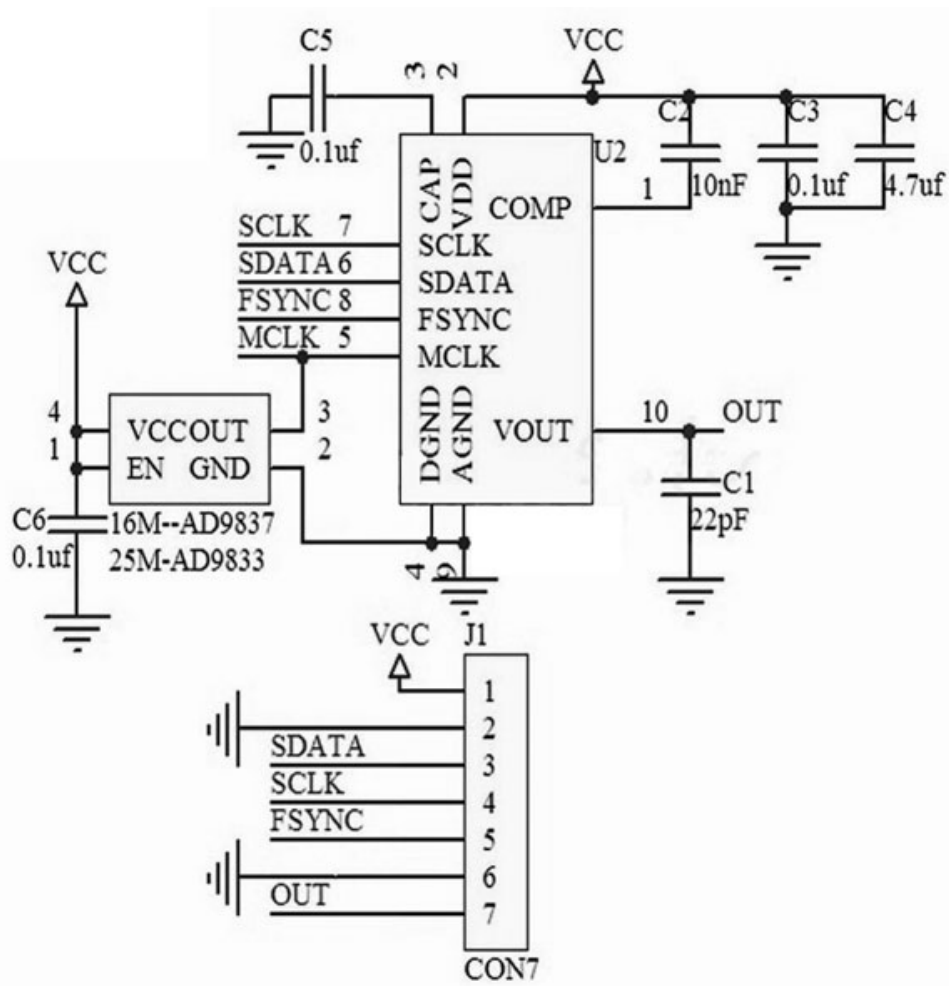 C5
0.1uf
3
2
VCC
C2
10nF
C3
0.1uf
C4
4.7uf
U2
CAP
VDD
COMP
1
SCLK 7
SCLK
SDATA 6
SDATA
FSYNC 8
FSYNC
MCLK 5
MCLK
VCC
4
1
VCC OUT
EN GND
3
2
C6
0.1uf
16M--AD9837
25M-AD9833
DGND
AGND
VOUT
10
OUT
C1
22pF
4
9
VCC
J1
1
2
SDATA
3
SCLK
4
FSYNC
5
6
OUT
7
CON7